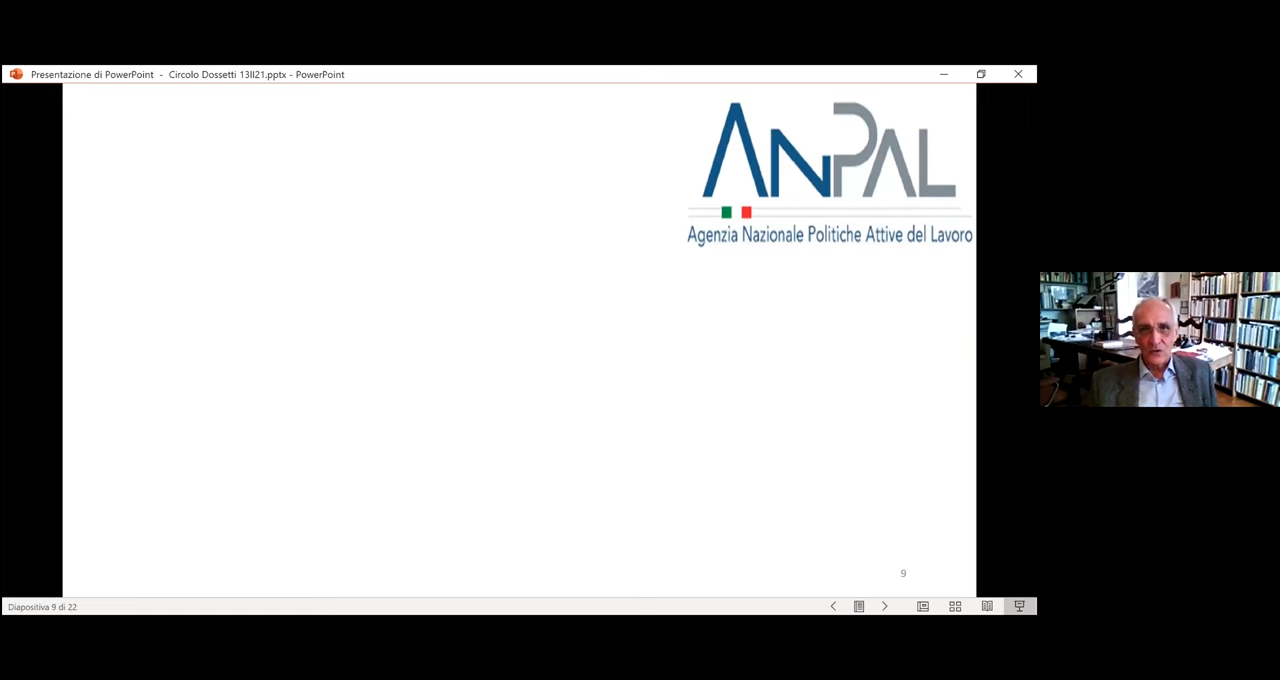 Presentazione di PowerPoint - Circolo Dossetti 13II21.pptx - PowerPoint
ANPAL
Agenzia Nazionale Politiche Attive del Lavoro
9
Diapositiva 9 di 22